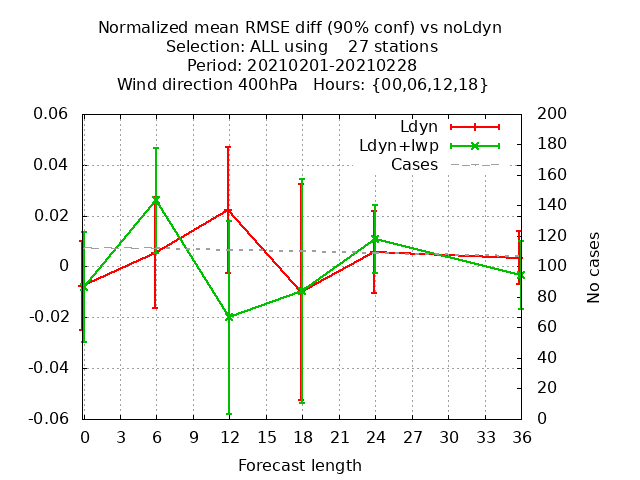 Normalized mean RMSE diff (90% conf) vs noLdyn
Selection: ALL using 27 stations
Period: 20210201-20210228
Wind direction 400hPa Hours: {00,06,12,18}
0.06
0.04
0.02
0
-0.02
-0.04
-0.06
200
180
160
140
120
100
80
60
40
20
0
Ldyn
Ldyn+lwp
Cases
No cases
0 3 6 9 12 15 18 21 24 27 30 33 36
Forecast length